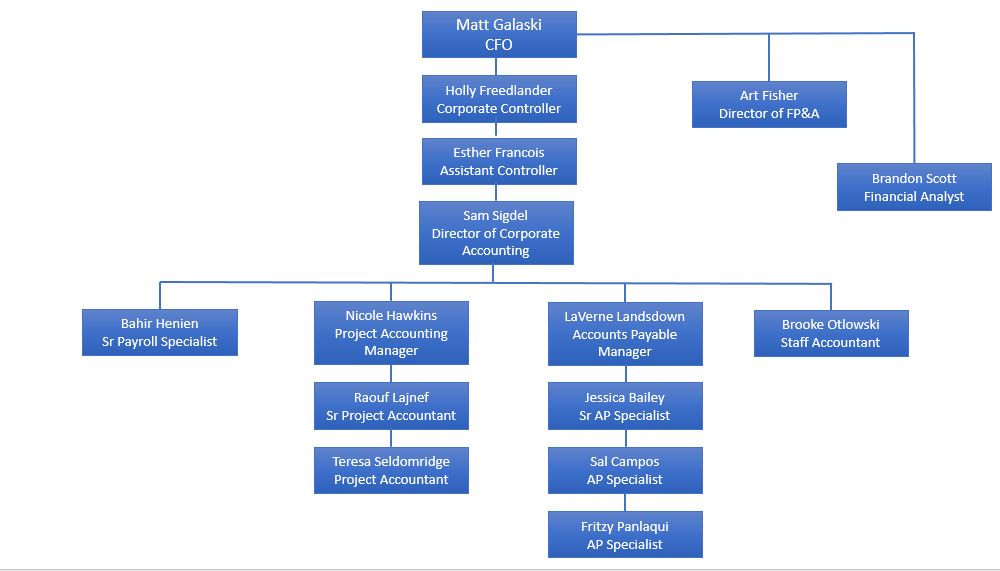 Matt Galaski
CFO
Holly Freedlander
Corporate Controller
Art Fisher
Director of FP&A
Esther Francois
Assistant Controller
Brandon Scott
Financial Analyst
Sam Sigdel
Director of Corporate
Accounting
Bahir Henien
Sr Payroll Specialist
Nicole Hawkins
Project Accounting
Manager
LaVerne Landsdown
Accounts Payable
Manager
Brooke Otlowski
Staff Accountant
Raouf Lajnef
Sr Project Accountant
Jessica Bailey
Sr AP Specialist
Teresa Seldomridge
Project Accountant
Sal Campos
AP Specialist
Fritzy Panlaqui
AP Specialist